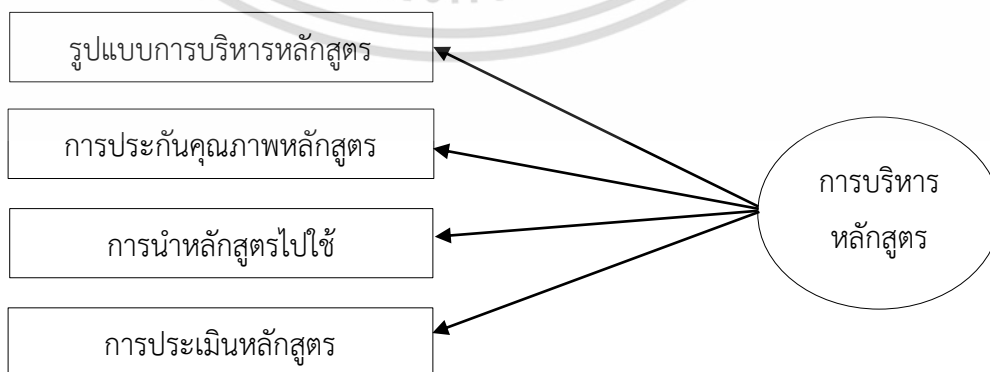 รูปแบบการบริหารหลักสูตร
การประกันคุณภาพหลักสูตร
การนำหลักสูตรไปใช้
การประเมินหลักสูตร
การบริหาร
หลักสูตร